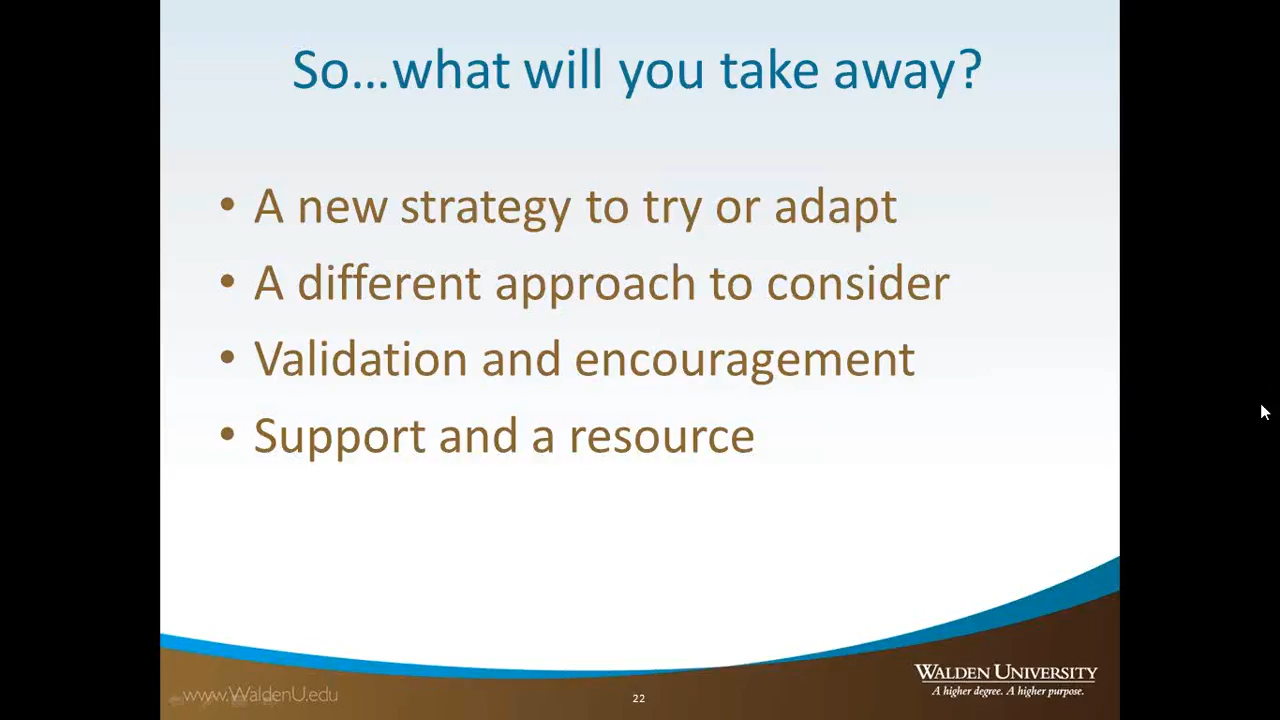 So...what will you take away?
• A new strategy to try or adapt
• A different approach to consider
• Validation and encouragement
• Support and a resource
www.WaldenU.edu
22
WALDEN UNIVERSITY
A higher degree. A higher purpose.